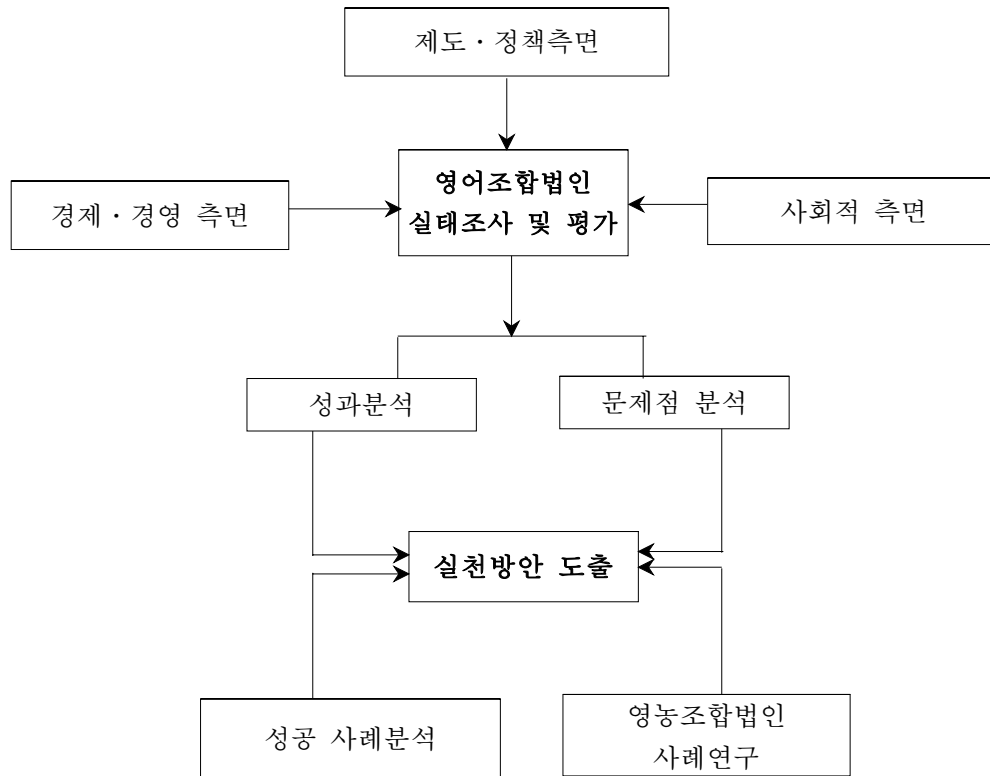 제도·정책측면
영어조합법인
실태조사 및 평가
경제·경영 측면
사회적 측면
성과분석
문제점 분석
실천방안 도출
성공 사례분석
영농조합법인
사례연구